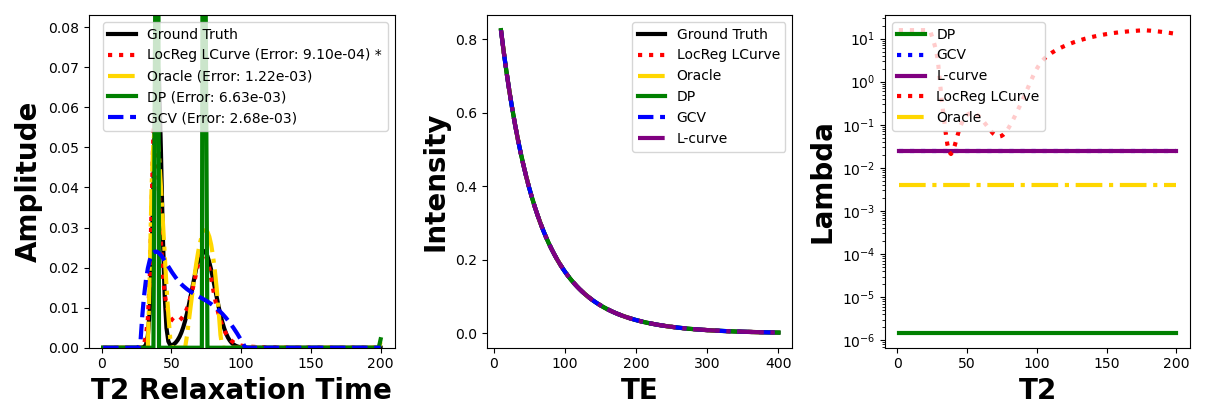 Amplitude
0.08
0.07
0.06
0.05
0.04
0.03
0.02
0.01
0.00
Ground Truth
LocReg LCurve (Error: 9.10e-04) *
Oracle (Error: 1.22e-03)
DP (Error: 6.63e-03)
GCV (Error: 2.68e-03)
0 50 100 150 200
T2 Relaxation Time
Intensity
0.8
0.6
0.4
0.2
0.0
Ground Truth
LocReg LCurve
Oracle
DP
GCV
L-curve
0 100 200 300 400
TE
Lambda
10¹
10⁰
10⁻¹
10⁻²
10⁻³
10⁻⁴
10⁻⁵
10⁻⁶
DP
GCV
L-curve
LocReg LCurve
Oracle
0 50 100 150 200
T2